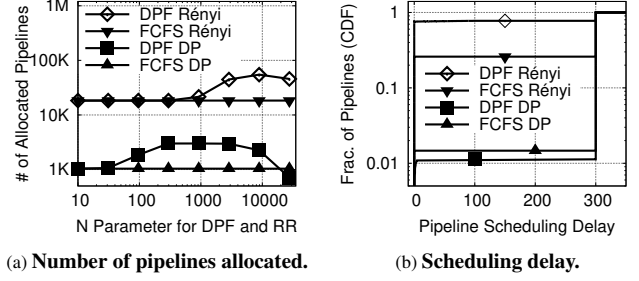 # of Allocated Pipelines
1M
100K
10K
1K
DPF Rényi
FCFS Rényi
DPF DP
FCFS DP
10 100 1000 10000
N Parameter for DPF and RR
(a) Number of pipelines allocated.
Frac. of Pipelines (CDF)
1
0.1
0.01
DPF Rényi
FCFS Rényi
DPF DP
FCFS DP
0 100 200 300
Pipeline Scheduling Delay
(b) Scheduling delay.